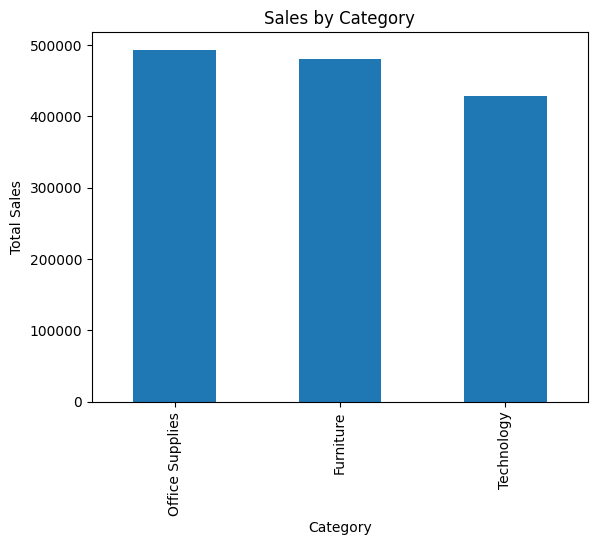 Sales by Category
Total Sales
500000
400000
300000
200000
100000
0
Office Supplies
Furniture
Technology
Category